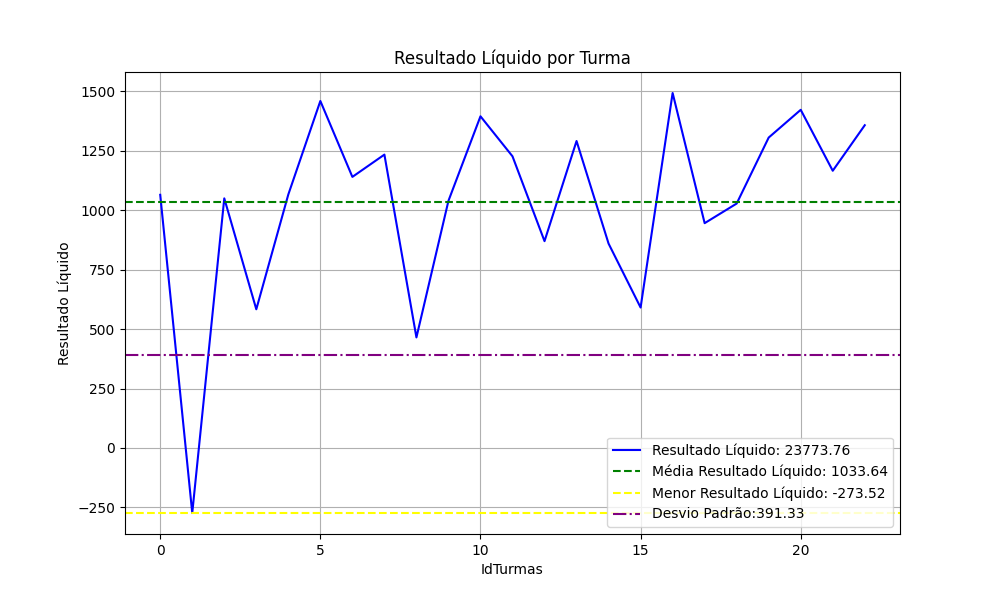 Resultado Líquido por Turma
1500
1250
1000
750
500
250
0
−250
Resultado Líquido
0 5 10 15 20
IdTurmas
Resultado Líquido: 23773.76
Média Resultado Líquido: 1033.64
Menor Resultado Líquido: -273.52
Desvio Padrão:391.33